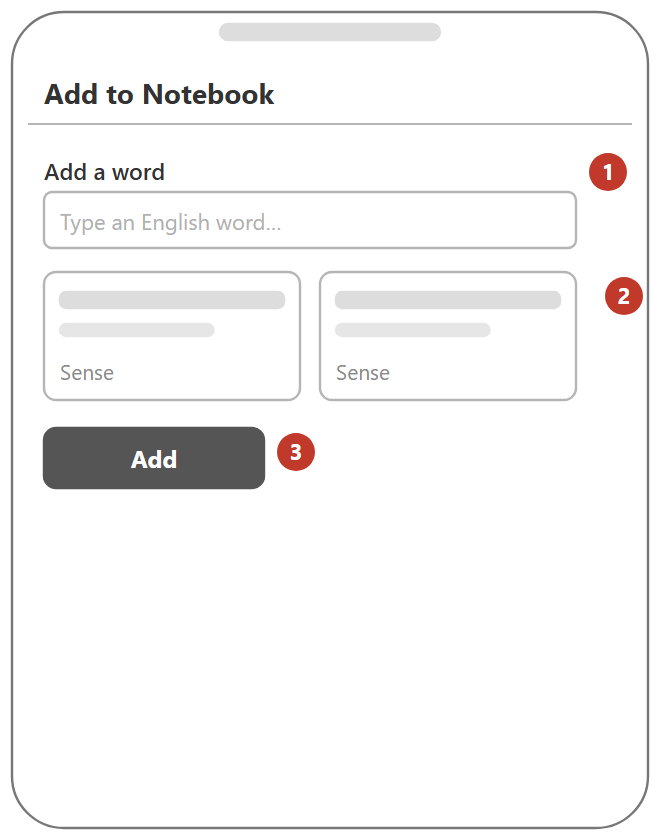 Add to Notebook
Add a word
1
Type an English word...
2
Sense
Sense
Add
3